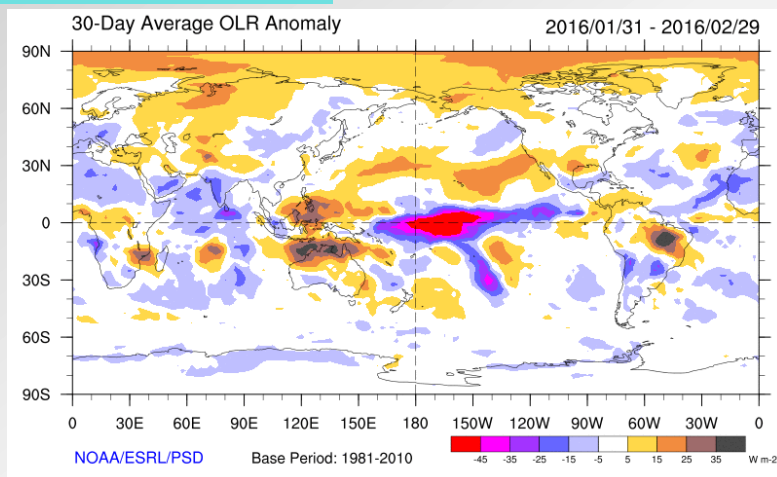 30-Day Average OLR Anomaly
2016/01/31 - 2016/02/29
90N
60N
30N
0
30S
60S
90S
0 30E 60E 90E 120E 150E 180 150W 120W 90W 60W 30W 0
NOAA/ESRL/PSD
Base Period: 1981-2010
-45 -35 -25 -15 -5 5 15 25 35 W m-2